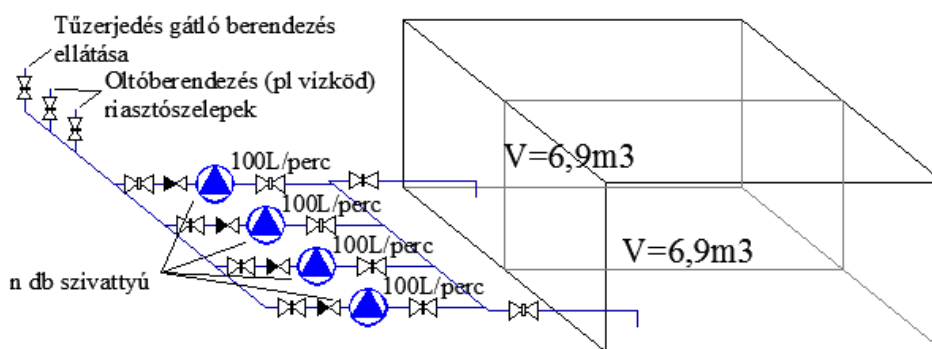 Tűzerjedés gátló berendezés
ellátása
Oltóberendezés (pl vízköd)
riasztószelepek
100L/perc
V=6,9m3
100L/perc
100L/perc
V=6,9m3
n db szivattyú
100L/perc